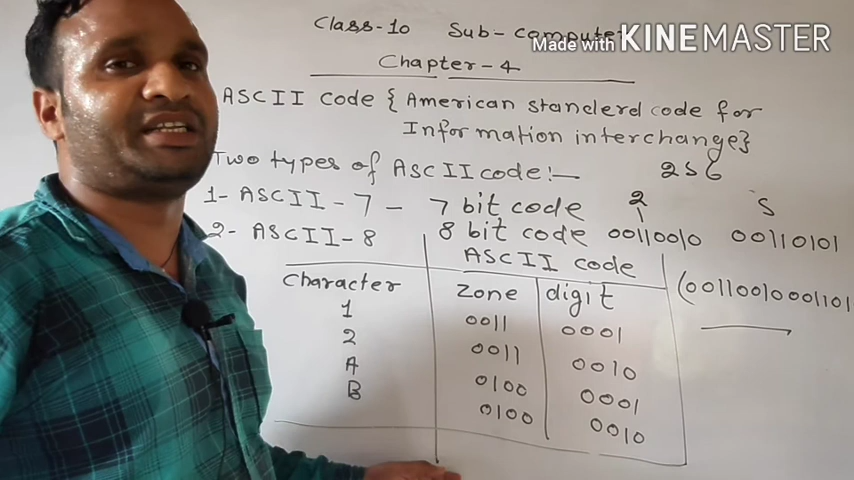 Class-10 Sub-compute
Made with KINEMASTER
Chapter-4
ASCII code {American standerd code for
Information interchange}
Two types of ASCII code:—
256
1- ASCII-7- 7 bit code 2 5
2- ASCII-8 8 bit code 00110010 00110101
ASCII code
Character zone digit (0011001000110101
1 0011 0001
2 0011 0010
A 0100 0001
B 0100 0010